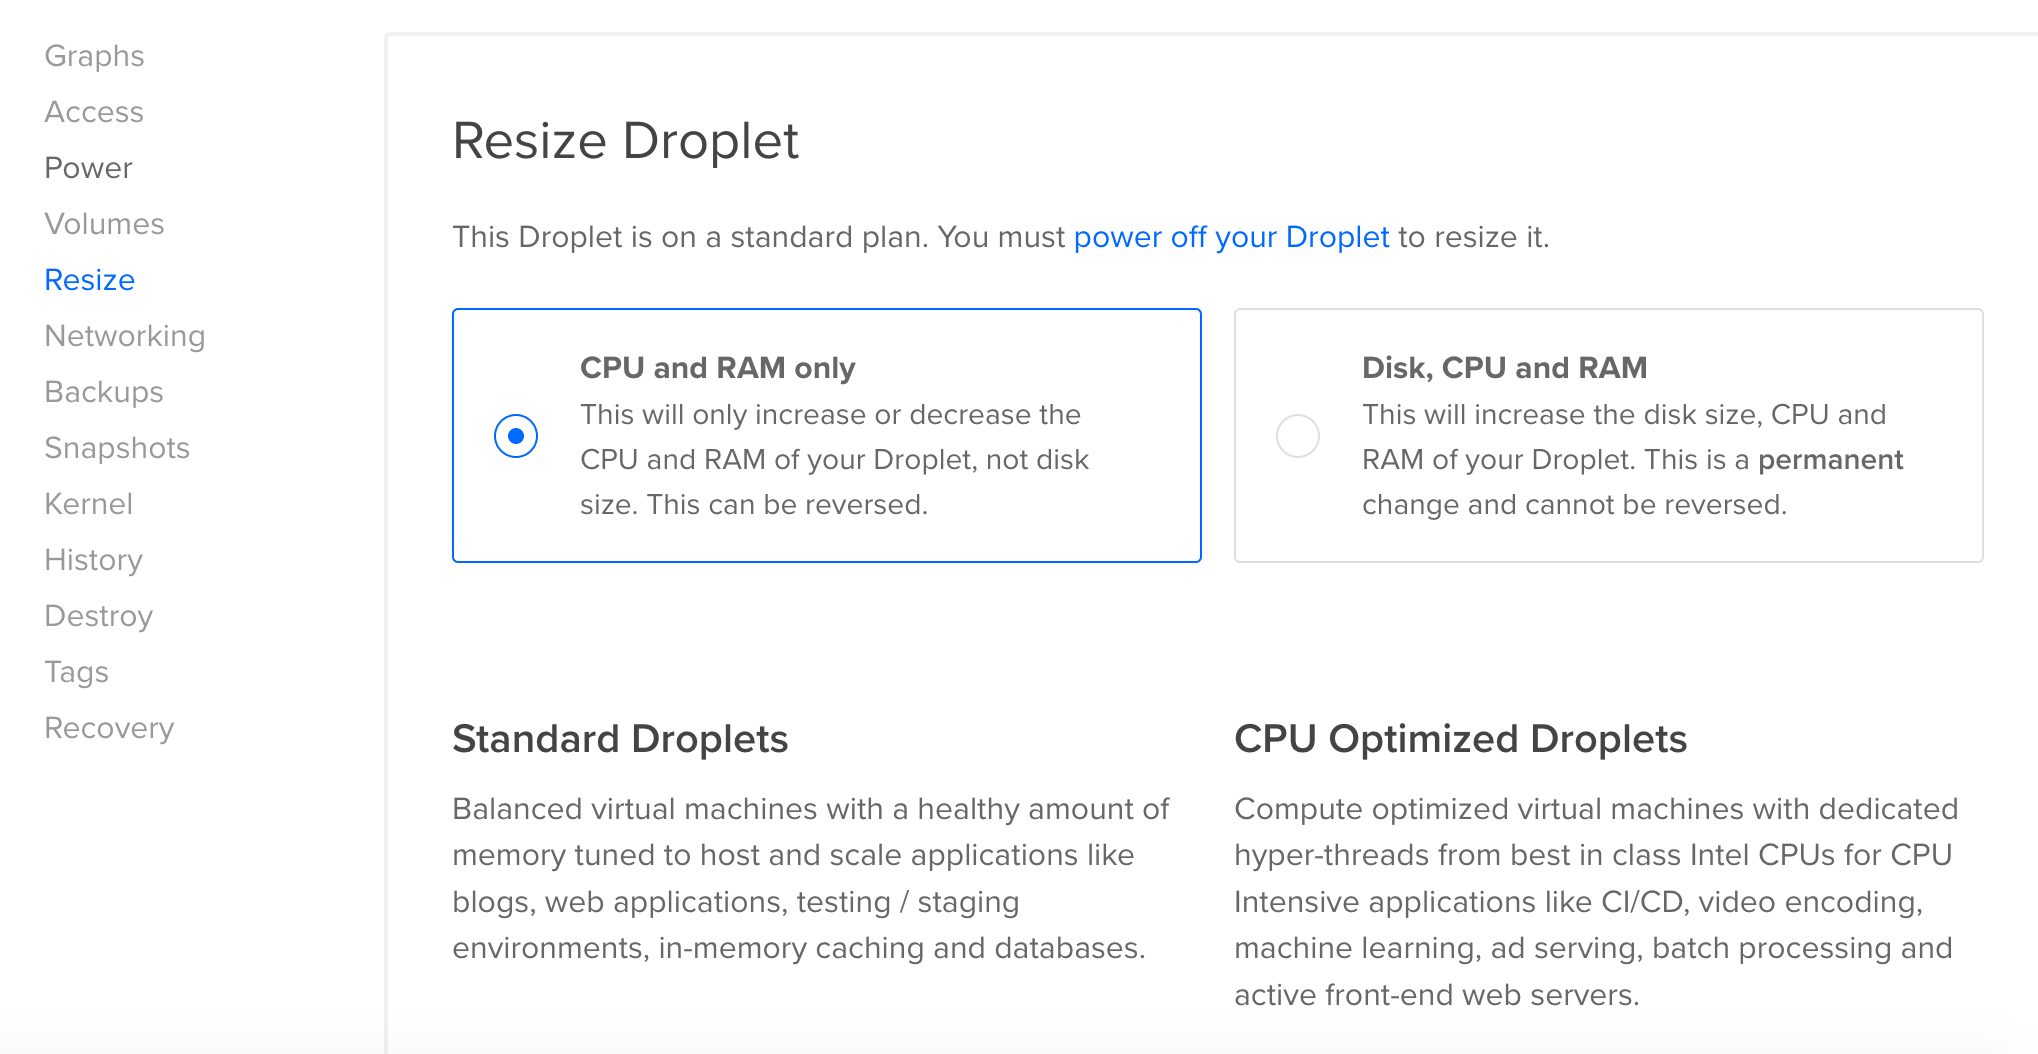 Graphs
Access
Power
Volumes
Resize
Networking
Backups
Snapshots
Kernel
History
Destroy
Tags
Recovery
Resize Droplet
This Droplet is on a standard plan. You must power off your Droplet to resize it.
CPU and RAM only
This will only increase or decrease the
CPU and RAM of your Droplet, not disk
size. This can be reversed.
Disk, CPU and RAM
This will increase the disk size, CPU and
RAM of your Droplet. This is a permanent
change and cannot be reversed.
Standard Droplets
Balanced virtual machines with a healthy amount of
memory tuned to host and scale applications like
blogs, web applications, testing / staging
environments, in-memory caching and databases.
CPU Optimized Droplets
Compute optimized virtual machines with dedicated
hyper-threads from best in class Intel CPUs for CPU
Intensive applications like CI/CD, video encoding,
machine learning, ad serving, batch processing and
active front-end web servers.